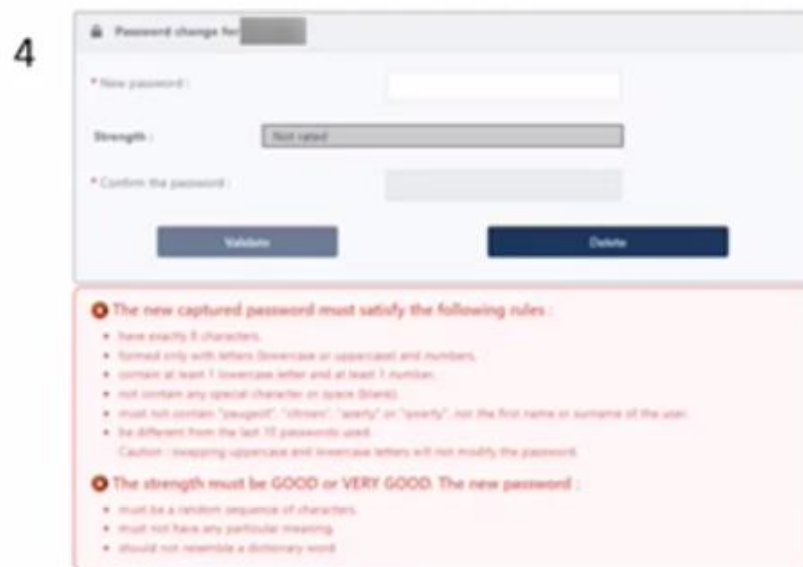 4
Password change for
* New password :
Strength :
Not rated
* Confirm the password :
Validate
Delete
The new captured password must satisfy the following rules :
• have exactly 8 characters,
• formed only with letters (lowercase or uppercase) and numbers,
• contain at least 1 lowercase letter and at least 1 number,
• not contain any special character or space (blank),
• must not contain "peugeot", "citroen", "azerty" or "qwerty", nor the first name or surname of the user.
• be different from the last 10 passwords used.
Caution : swapping uppercase and lowercase letters will not modify the password.
The strength must be GOOD or VERY GOOD. The new password :
• must be a random sequence of characters,
• must not have any particular meaning,
• should not resemble a dictionary word